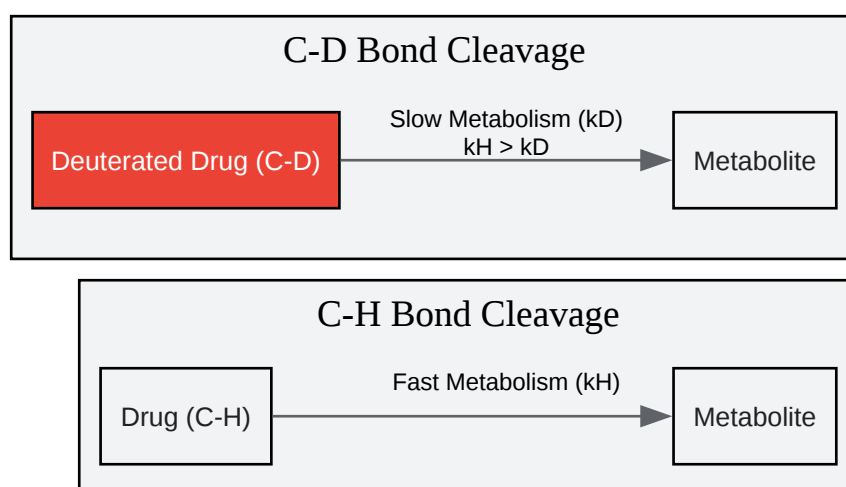 C-D Bond Cleavage
Deuterated Drug (C-D)
Slow Metabolism (kD)
kH > kD
Metabolite
C-H Bond Cleavage
Drug (C-H)
Fast Metabolism (kH)
Metabolite